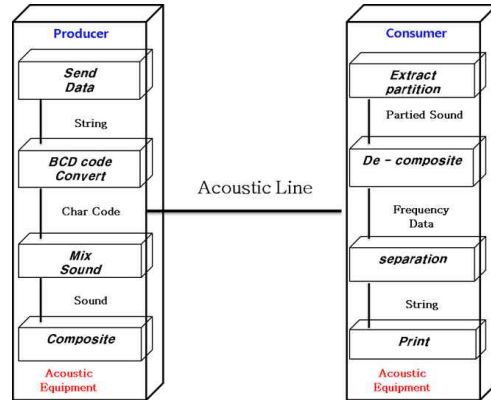 Producer
Send
Data
String
BCD code
Convert
Char Code
Mix
Sound
Sound
Composite
Acoustic
Equipment
Acoustic Line
Consumer
Extract
partition
Partied Sound
De - composite
Frequency
Data
separation
String
Print
Acoustic
Equipment